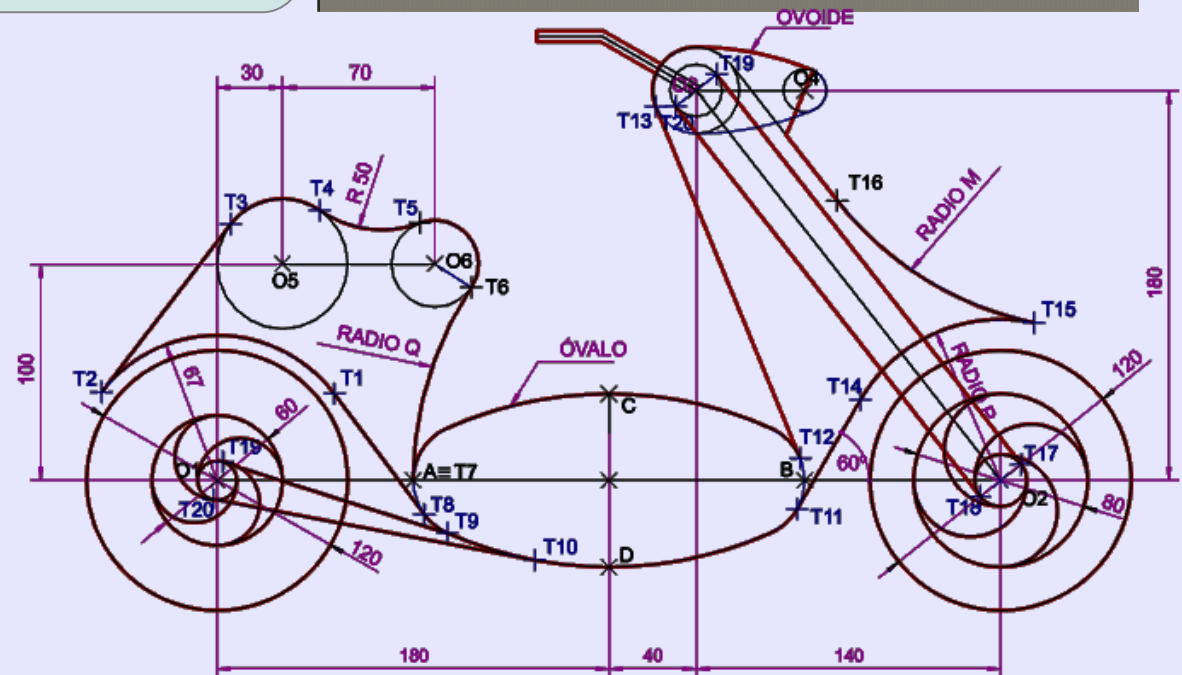 OVOIDE
30
70
T19
O4
T13
T20
T3
T4
R 50
T5
T16
RADIO M
O5
O6
T6
180
100
RADIO Q
ÓVALO
T15
T2
67
T1
C
RADIO P
120
T14
60
T12
T19
O1
A≡T7
B
60º
T17
O2
T20
T8
T9
T11
T18
80
T10
D
120
180
40
140